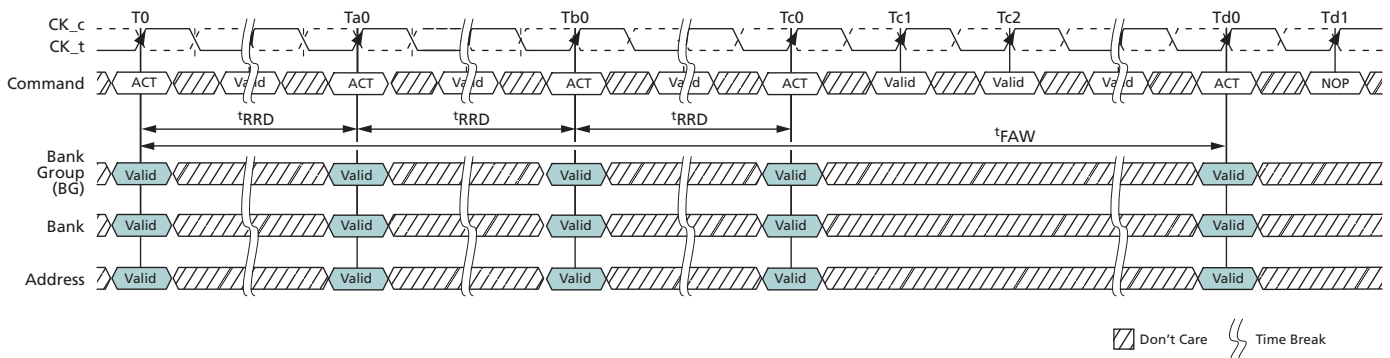 T0 Ta0 Tb0 Tc0 Tc1 Tc2 Td0 Td1
CK_c
CK_t
Command ACT Valid ACT Valid ACT Valid ACT Valid Valid Valid ACT NOP
tRRD tRRD tRRD
tFAW
Bank
Group
(BG)
Valid Valid Valid Valid Valid
Bank Valid Valid Valid Valid Valid
Address Valid Valid Valid Valid Valid
Don't Care Time Break